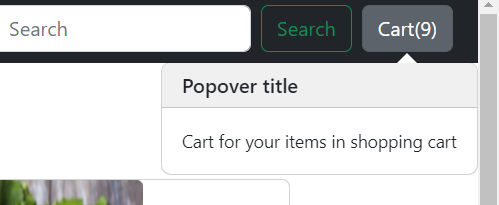 Search Search Cart(9)
Popover title
Cart for your items in shopping cart